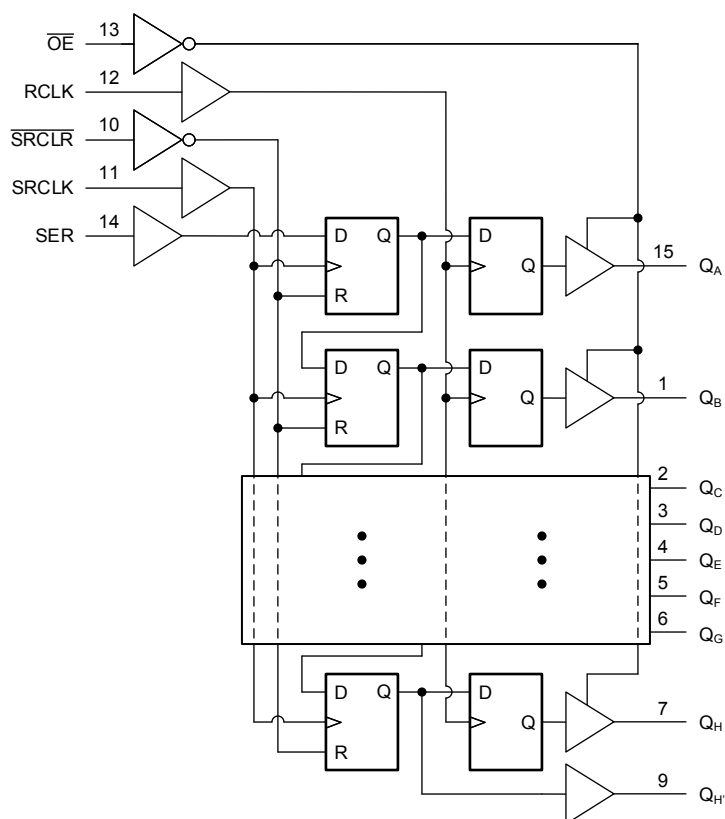 OE 13
RCLK 12
SRCLR 10
SRCLK 11
SER 14
D Q D
Q 15 QA
R
D Q D
Q 1 QB
R
2 QC
3 QD
4 QE
5 QF
6 QG
D Q D
Q 7 QH
R
9 QH'